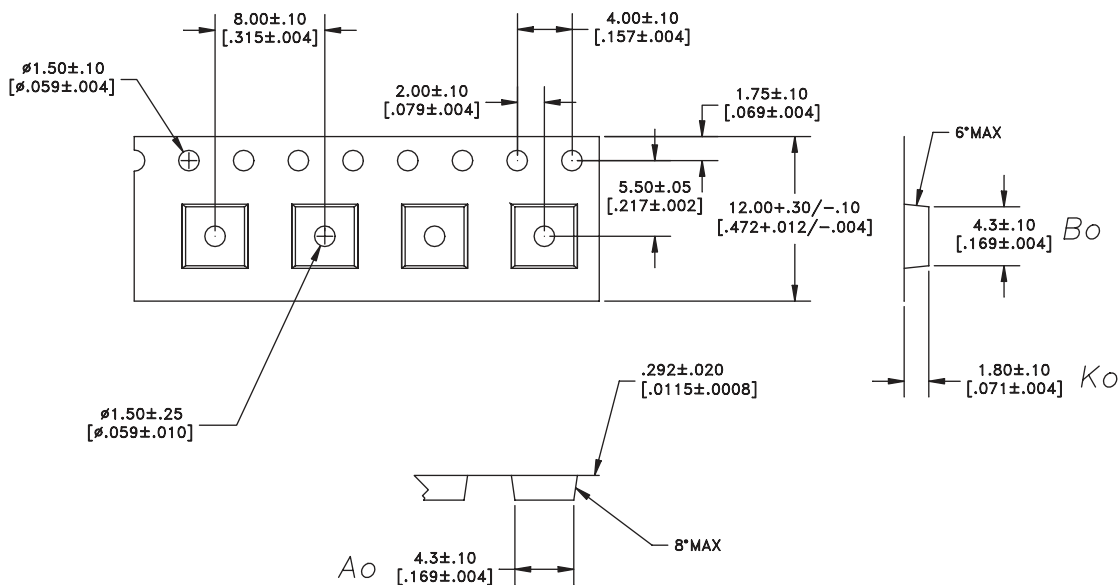 8.00±.10
[.315±.004]
4.00±.10
[.157±.004]
ø1.50±.10
[ø.059±.004]
2.00±.10
[.079±.004]
1.75±.10
[.069±.004]
6°MAX
5.50±.05
[.217±.002]
12.00+.30/-.10
[.472+.012/-.004]
4.3±.10
[.169±.004]
Bo
.292±.020
[.0115±.0008]
1.80±.10
[.071±.004]
Ko
ø1.50±.25
[ø.059±.010]
8°MAX
Ao
4.3±.10
[.169±.004]